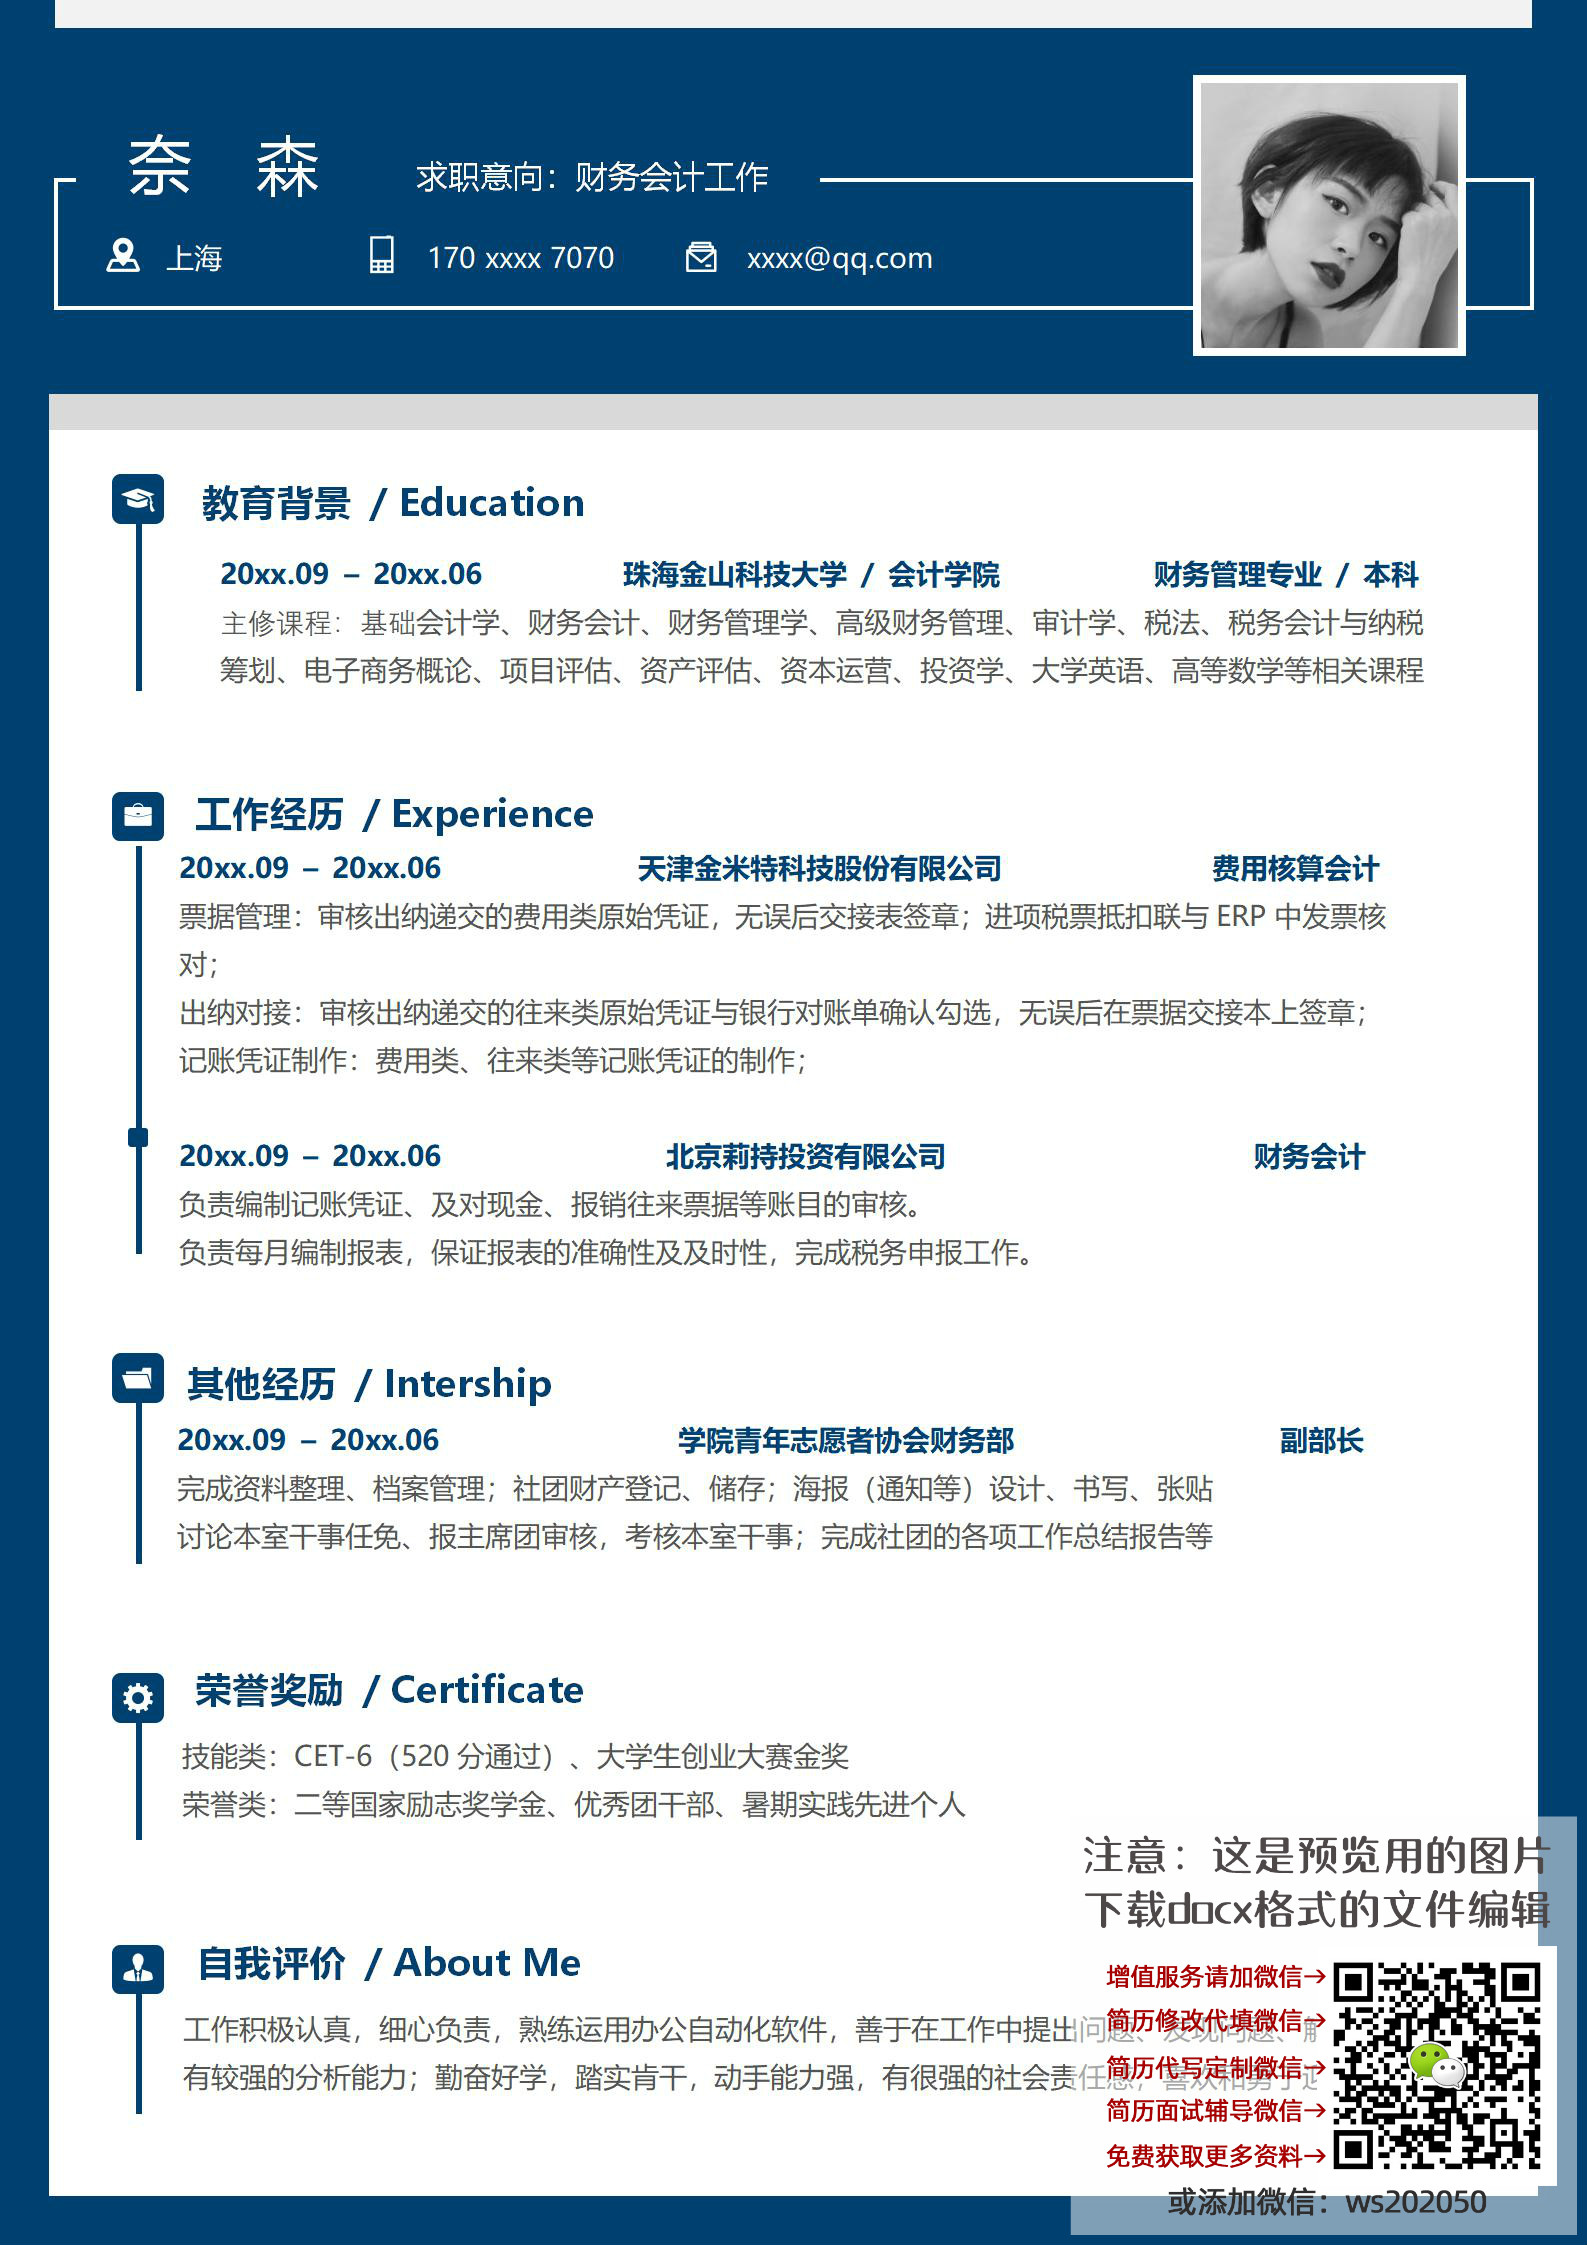 奈 森
求职意向：财务会计工作
上海
170 xxxx 7070
xxxx@qq.com
教育背景 / Education
20xx.09 – 20xx.06 珠海金山科技大学 / 会计学院 财务管理专业 / 本科
主修课程：基础会计学、财务会计、财务管理学、高级财务管理、审计学、税法、税务会计与纳税
筹划、电子商务概论、项目评估、资产评估、资本运营、投资学、大学英语、高等数学等相关课程
工作经历 / Experience
20xx.09 – 20xx.06 天津金米特科技股份有限公司 费用核算会计
票据管理：审核出纳递交的费用类原始凭证，无误后交接表签章；进项税票抵扣联与 ERP 中发票核
对；
出纳对接：审核出纳递交的往来类原始凭证与银行对账单确认勾选，无误后在票据交接本上签章；
记账凭证制作：费用类、往来类等记账凭证的制作；
20xx.09 – 20xx.06 北京莉持投资有限公司 财务会计
负责编制记账凭证、及对现金、报销往来票据等账目的审核。
负责每月编制报表，保证报表的准确性及及时性，完成税务申报工作。
其他经历 / Intership
20xx.09 – 20xx.06 学院青年志愿者协会财务部 副部长
完成资料整理、档案管理；社团财产登记、储存；海报（通知等）设计、书写、张贴
讨论本室干事任免、报主席团审核，考核本室干事；完成社团的各项工作总结报告等
荣誉奖励 / Certificate
技能类：CET-6（520 分通过）、大学生创业大赛金奖
荣誉类：二等国家励志奖学金、优秀团干部、暑期实践先进个人
自我评价 / About Me
工作积极认真，细心负责，熟练运用办公自动化软件，善于在工作中提出问题、发现问题、
有较强的分析能力；勤奋好学，踏实肯干，动手能力强，有很强的社会责任感，喜欢和勇于
注意：这是预览用的图片
下载docx格式的文件编辑
增值服务请加微信→
简历修改代填微信→
简历代写定制微信→
简历面试辅导微信→
免费获取更多资料→
或添加微信：ws202050